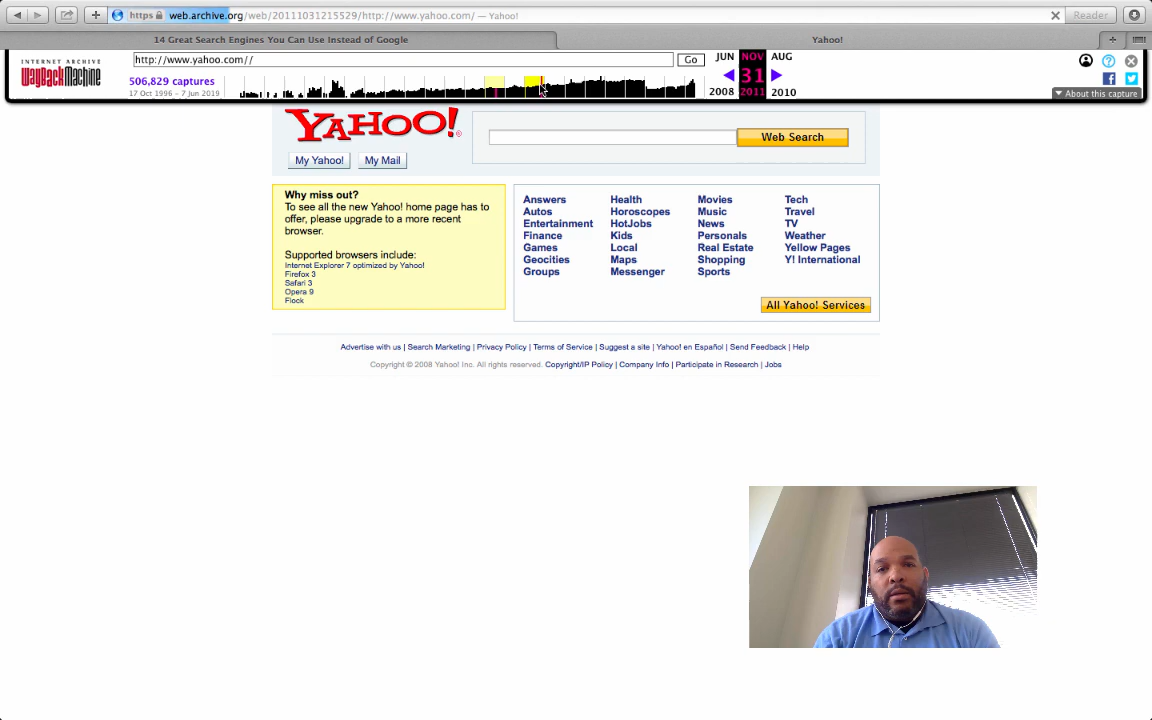 https web.archive.org/web/20111031215529/http://www.yahoo.com/ — Yahoo!
Reader
14 Great Search Engines You Can Use Instead of Google
Yahoo!
INTERNET ARCHIVE
WayBackMachine
http://www.yahoo.com//
Go
JUN NOV AUG
506,829 captures
31
17 Oct 1996 – 7 Jun 2019
2008 2011 2010
About this capture
YAHOO!
Web Search
My Yahoo! My Mail
Why miss out?
To see all the new Yahoo! home page has to
offer, please upgrade to a more recent
browser.
Supported browsers include:
Internet Explorer 7 optimized by Yahoo!
Firefox 3
Safari 3
Opera 9
Flock
Answers Health Movies Tech
Autos Horoscopes Music Travel
Entertainment HotJobs News TV
Finance Kids Personals Weather
Games Local Real Estate Yellow Pages
Geocities Maps Shopping Y! International
Groups Messenger Sports
All Yahoo! Services
Advertise with us | Search Marketing | Privacy Policy | Terms of Service | Suggest a site | Yahoo! en Español | Send Feedback | Help
Copyright © 2008 Yahoo! Inc. All rights reserved. Copyright/IP Policy | Company Info | Participate in Research | Jobs